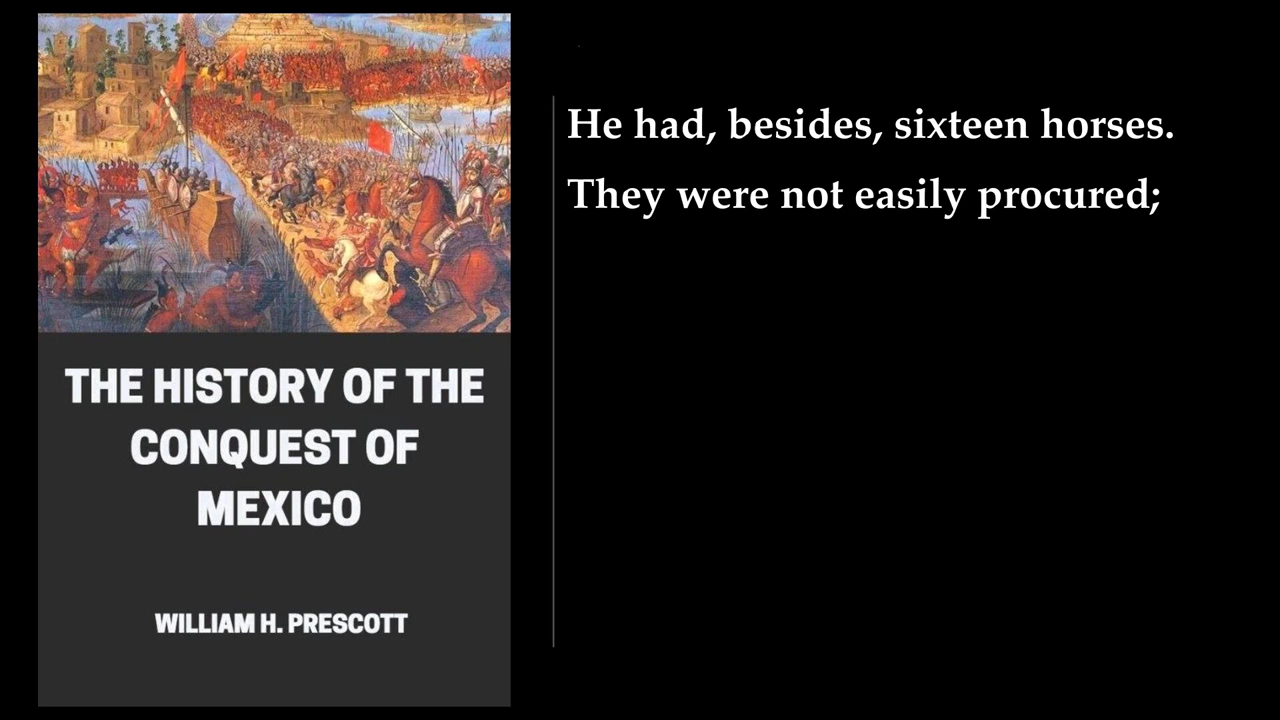 He had, besides, sixteen horses.
They were not easily procured;
THE HISTORY OF THE
CONQUEST OF
MEXICO
WILLIAM H. PRESCOTT